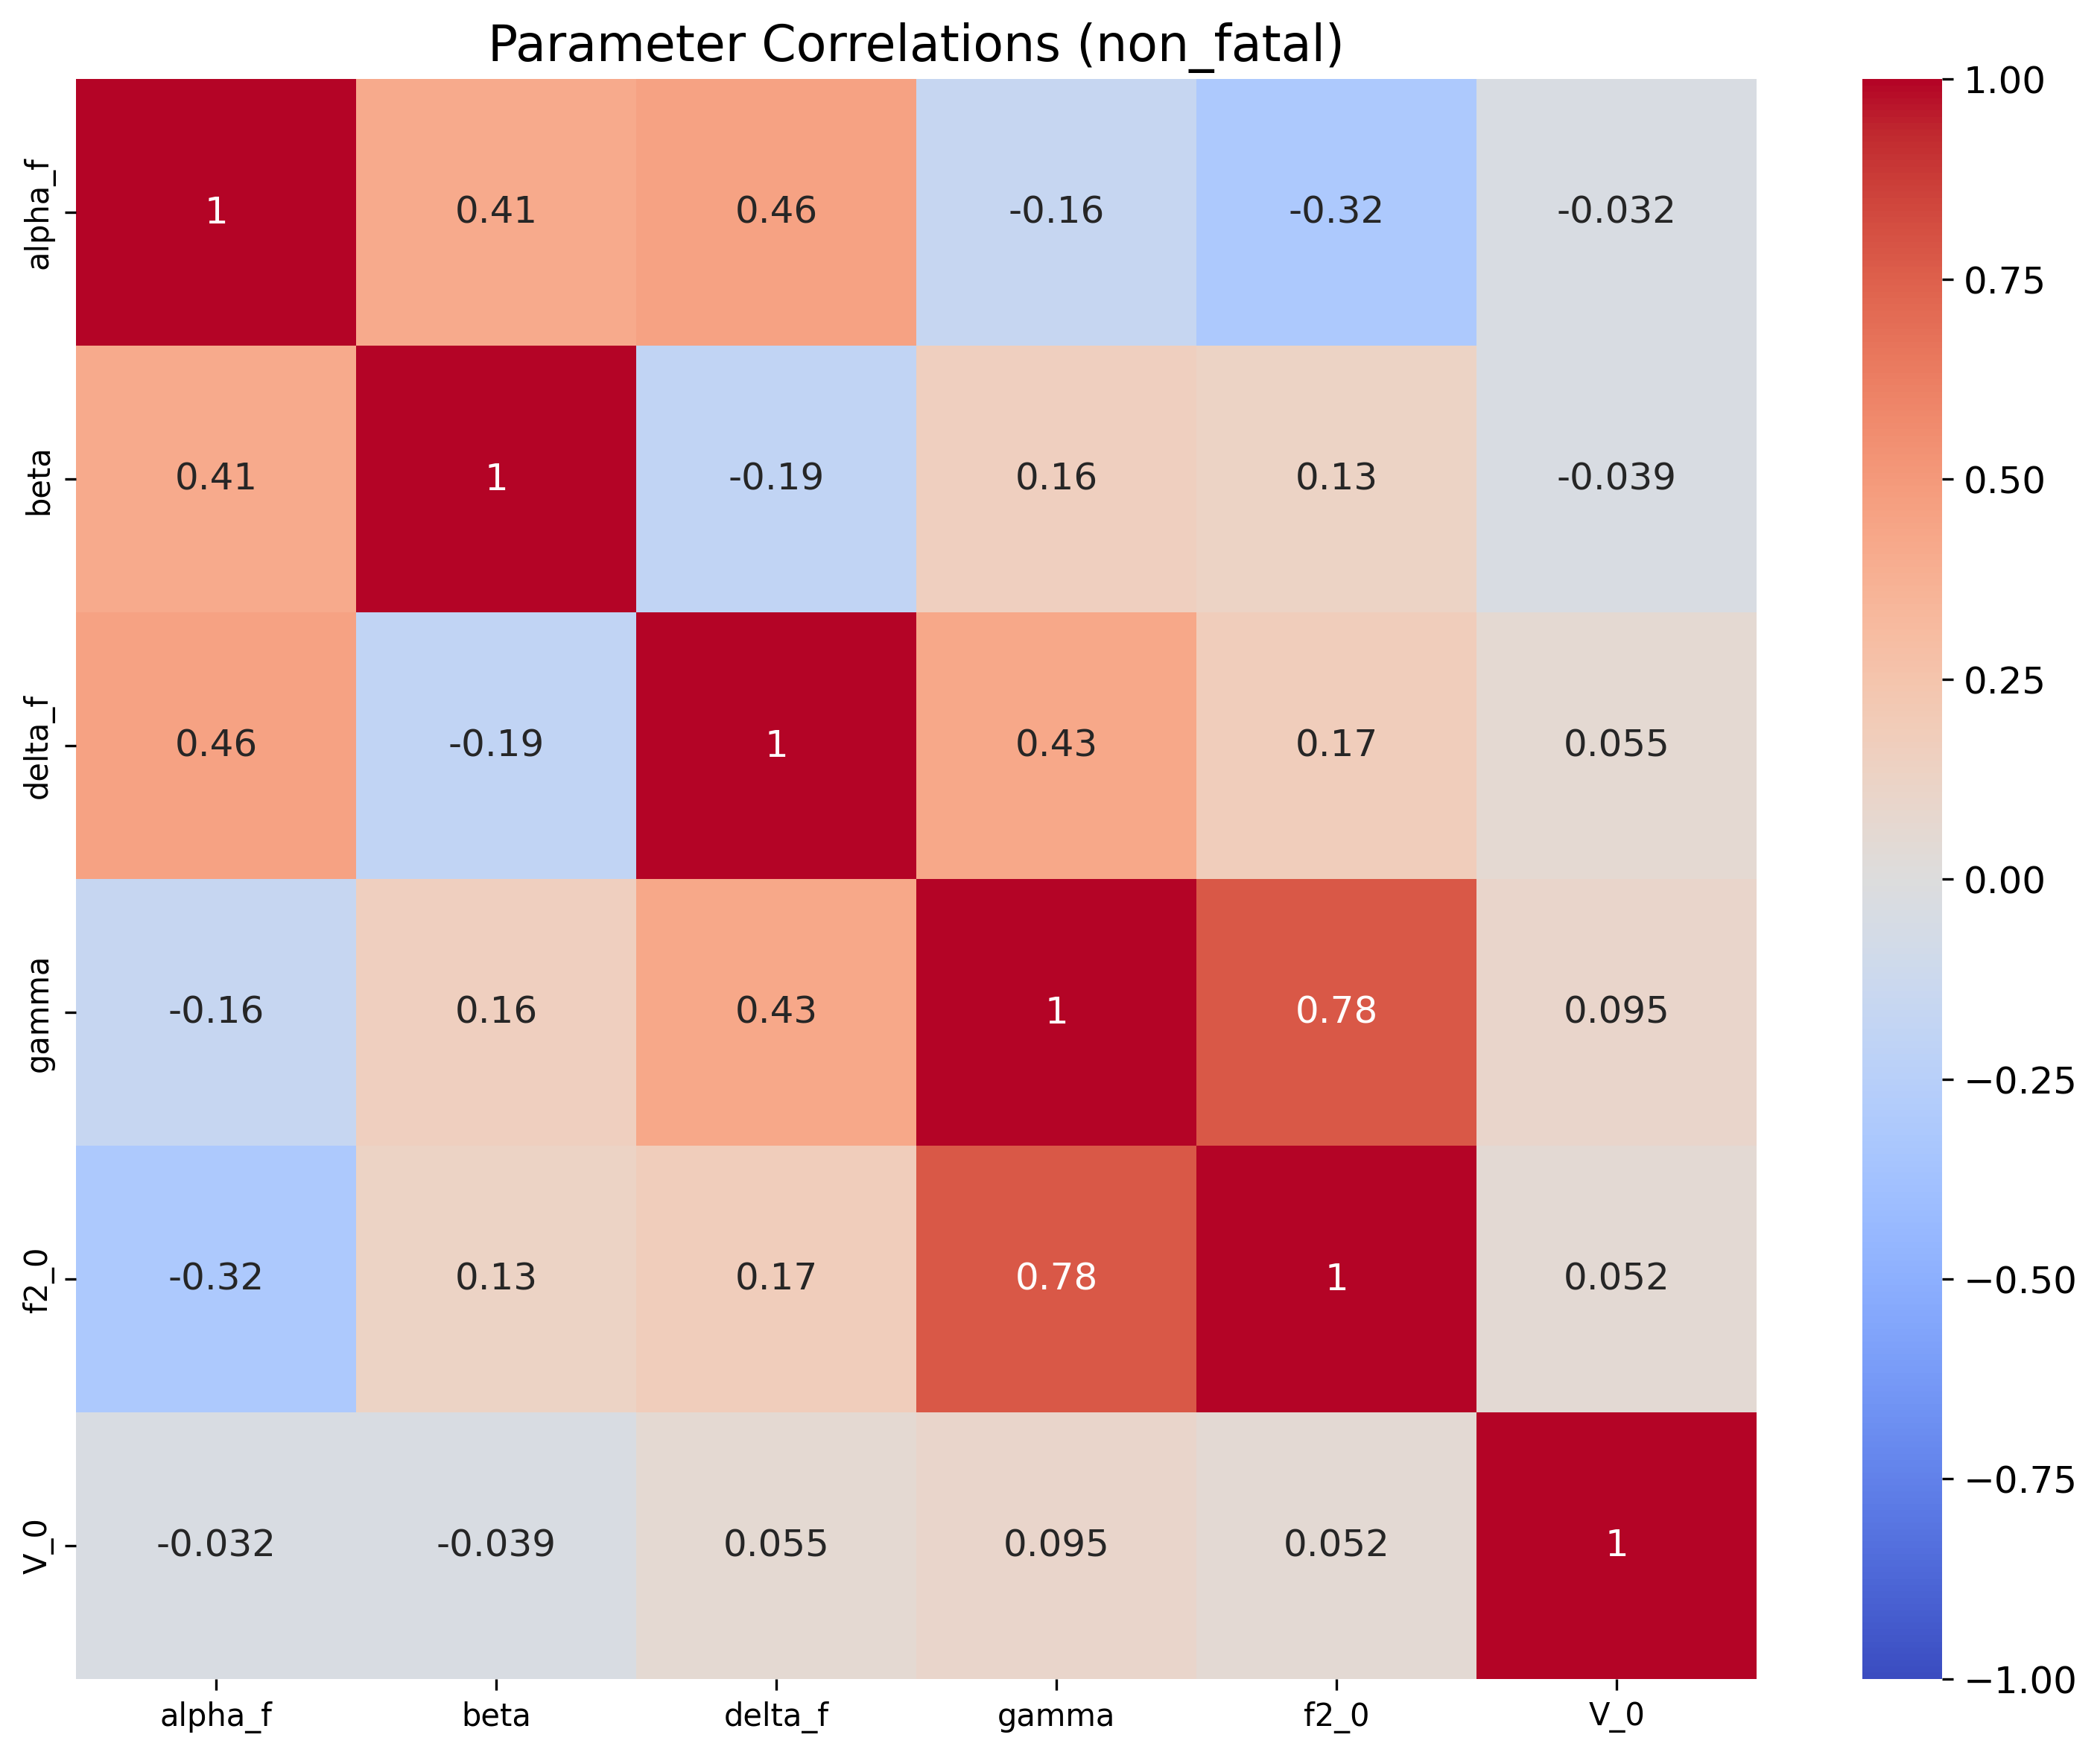 Parameter Correlations (non_fatal)
alpha_f 1 0.41 0.46 -0.16 -0.32 -0.032
beta 0.41 1 -0.19 0.16 0.13 -0.039
delta_f 0.46 -0.19 1 0.43 0.17 0.055
gamma -0.16 0.16 0.43 1 0.78 0.095
f2_0 -0.32 0.13 0.17 0.78 1 0.052
V_0 -0.032 -0.039 0.055 0.095 0.052 1
alpha_f beta delta_f gamma f2_0 V_0
1.00
0.75
0.50
0.25
0.00
−0.25
−0.50
−0.75
−1.00